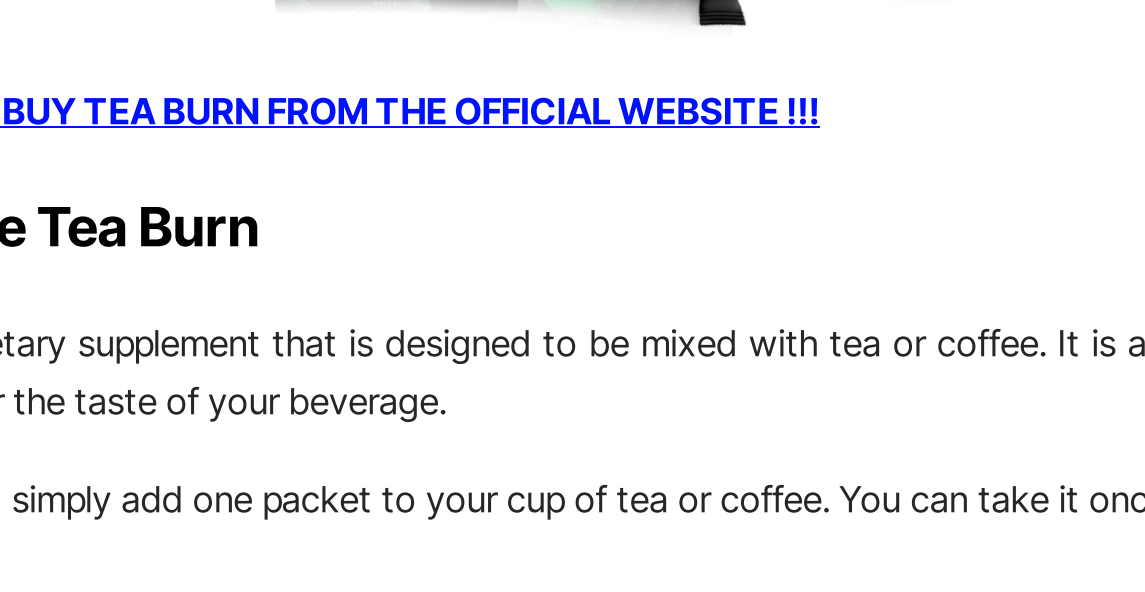 BUY TEA BURN FROM THE OFFICIAL WEBSITE !!!
Tea Burn
supplement that is designed to be mixed with tea or coffee. It is a
the taste of your beverage.
simply add one packet to your cup of tea or coffee. You can take it